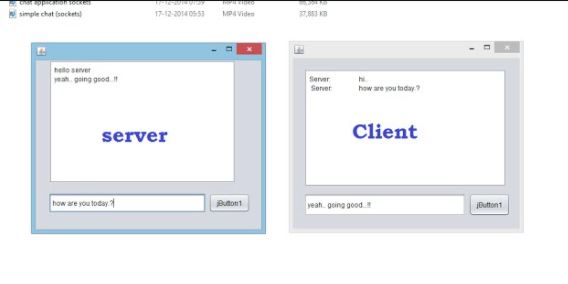 chat application sockets 17-12-2014 07:59 MP4 Video 86,364 KB
simple chat (sockets) 17-12-2014 05:53 MP4 Video 37,883 KB
hello server
yeah.. going good..!!
server
how are you today.?
jButton1
Server: hi..
Server: how are you today.?
Client
yeah.. going good..!!
jButton1